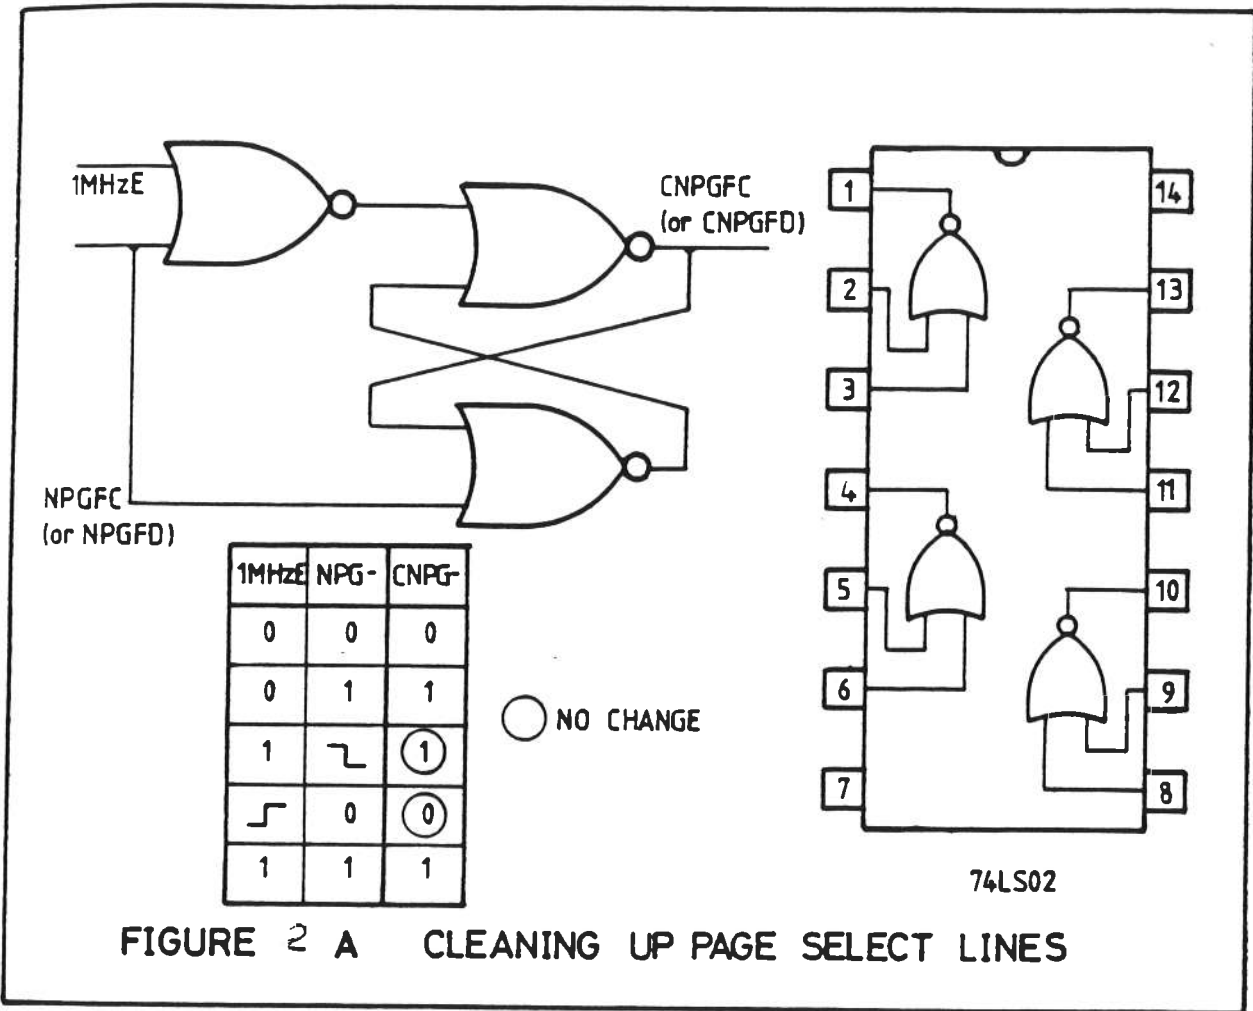 1MHzE
CNPGFC
(or CNPGFD)
NPGFC
(or NPGFD)
1MHzE NPG- CNPG-
0 0 0
0 1 1
1 1
0 0
1 1 1
NO CHANGE
1
2
3
4
5
6
7
14
13
12
11
10
9
8
74LS02
FIGURE 2 A CLEANING UP PAGE SELECT LINES